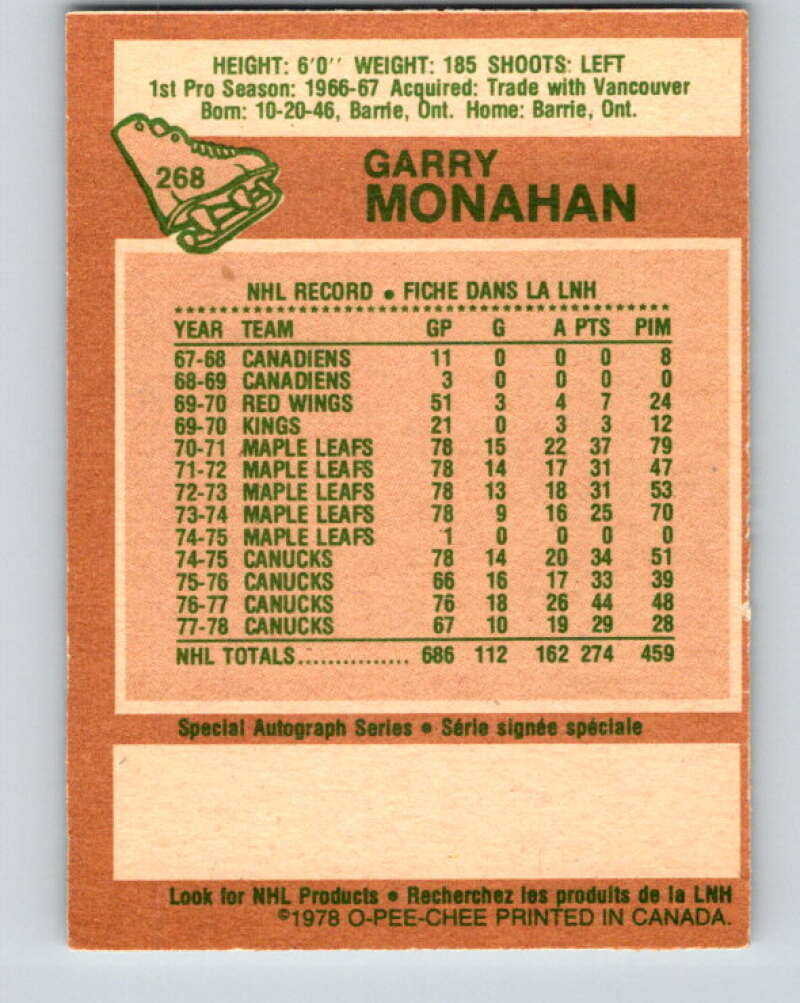 HEIGHT: 6'0'' WEIGHT: 185 SHOOTS: LEFT
1st Pro Season: 1966-67 Acquired: Trade with Vancouver
Born: 10-20-46, Barrie, Ont. Home: Barrie, Ont.
268
GARRY
MONAHAN
NHL RECORD • FICHE DANS LA LNH
YEAR TEAM GP G A PTS PIM
67-68 CANADIENS 11 0 0 0 8
68-69 CANADIENS 3 0 0 0 0
69-70 RED WINGS 51 3 4 7 24
69-70 KINGS 21 0 3 3 12
70-71 MAPLE LEAFS 78 15 22 37 79
71-72 MAPLE LEAFS 78 14 17 31 47
72-73 MAPLE LEAFS 78 13 18 31 53
73-74 MAPLE LEAFS 78 9 16 25 70
74-75 MAPLE LEAFS 1 0 0 0 0
74-75 CANUCKS 78 14 20 34 51
75-76 CANUCKS 66 16 17 33 39
76-77 CANUCKS 76 18 26 44 48
77-78 CANUCKS 67 10 19 29 28
NHL TOTALS............... 686 112 162 274 459
Special Autograph Series • Série signée spéciale
Look for NHL Products • Recherchez les produits de la LNH
©1978 O-PEE-CHEE PRINTED IN CANADA.